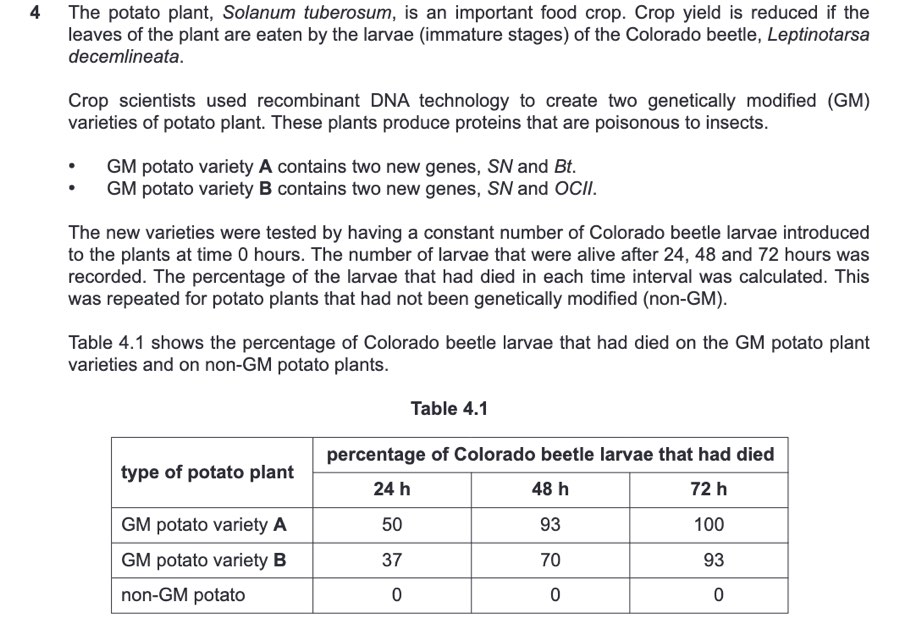 4 The potato plant, Solanum tuberosum, is an important food crop. Crop yield is reduced if the
leaves of the plant are eaten by the larvae (immature stages) of the Colorado beetle, Leptinotarsa
decemlineata.
Crop scientists used recombinant DNA technology to create two genetically modified (GM)
varieties of potato plant. These plants produce proteins that are poisonous to insects.
• GM potato variety A contains two new genes, SN and Bt.
• GM potato variety B contains two new genes, SN and OCII.
The new varieties were tested by having a constant number of Colorado beetle larvae introduced
to the plants at time 0 hours. The number of larvae that were alive after 24, 48 and 72 hours was
recorded. The percentage of the larvae that had died in each time interval was calculated. This
was repeated for potato plants that had not been genetically modified (non-GM).
Table 4.1 shows the percentage of Colorado beetle larvae that had died on the GM potato plant
varieties and on non-GM potato plants.
Table 4.1
type of potato plant percentage of Colorado beetle larvae that had died
24 h 48 h 72 h
GM potato variety A 50 93 100
GM potato variety B 37 70 93
non-GM potato 0 0 0